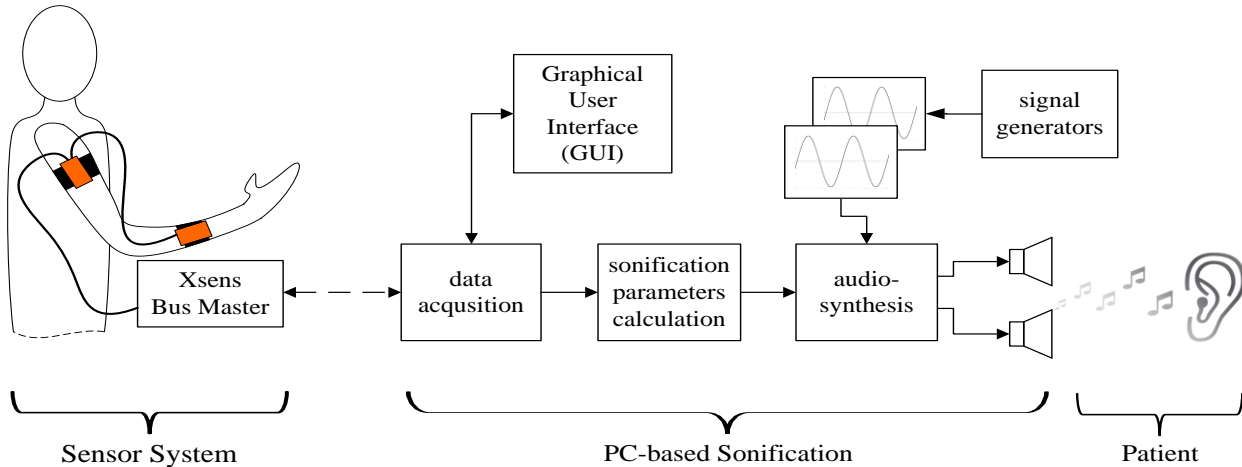 Graphical
User
Interface
(GUI)
signal
generators
Xsens
Bus Master
data
acqusition
sonification
parameters
calculation
audio-
synthesis
Sensor System
PC-based Sonification
Patient